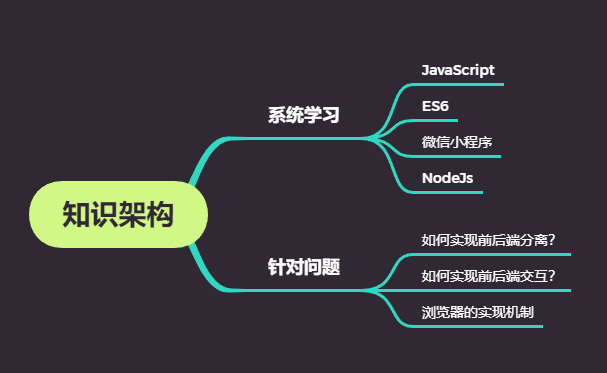 知识架构
系统学习
JavaScript
ES6
微信小程序
NodeJs
针对问题
如何实现前后端分离?
如何实现前后端交互?
浏览器的实现机制